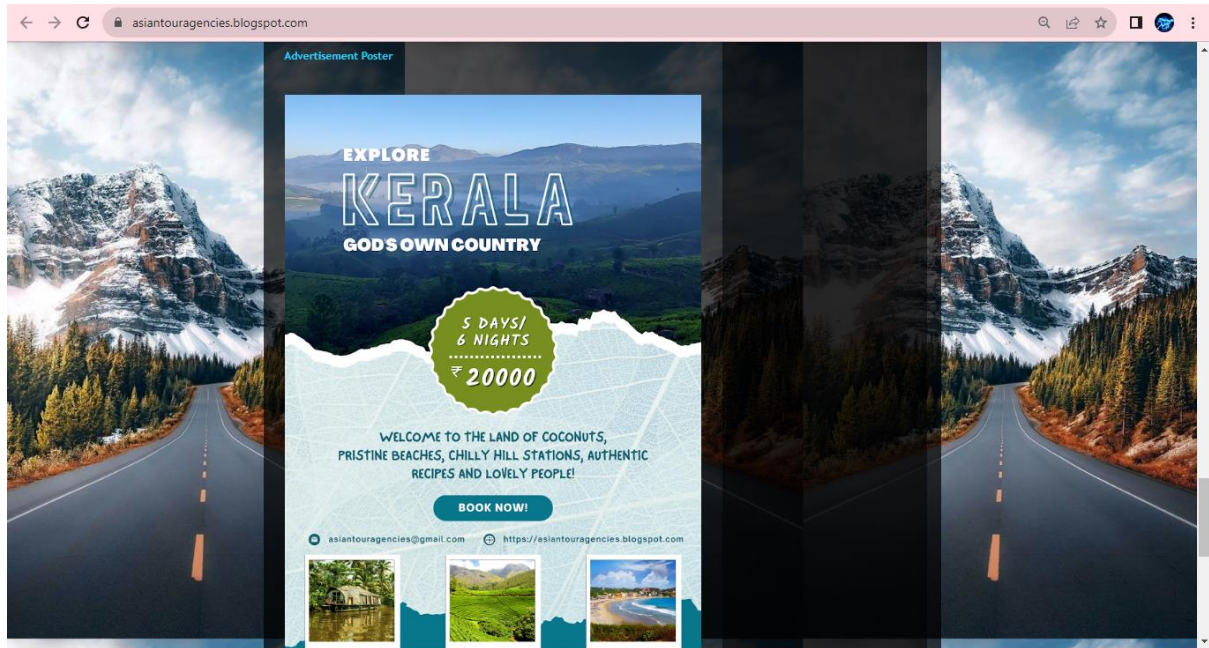 asiantouragencies.blogspot.com
Advertisement Poster
EXPLORE
KERALA
GOD'S OWN COUNTRY
5 DAYS/
6 NIGHTS
₹ 20000
WELCOME TO THE LAND OF COCONUTS,
PRISTINE BEACHES, CHILLY HILL STATIONS, AUTHENTIC
RECIPES AND LOVELY PEOPLE!
BOOK NOW!
asiantouragencies@gmail.com https://asiantouragencies.blogspot.com